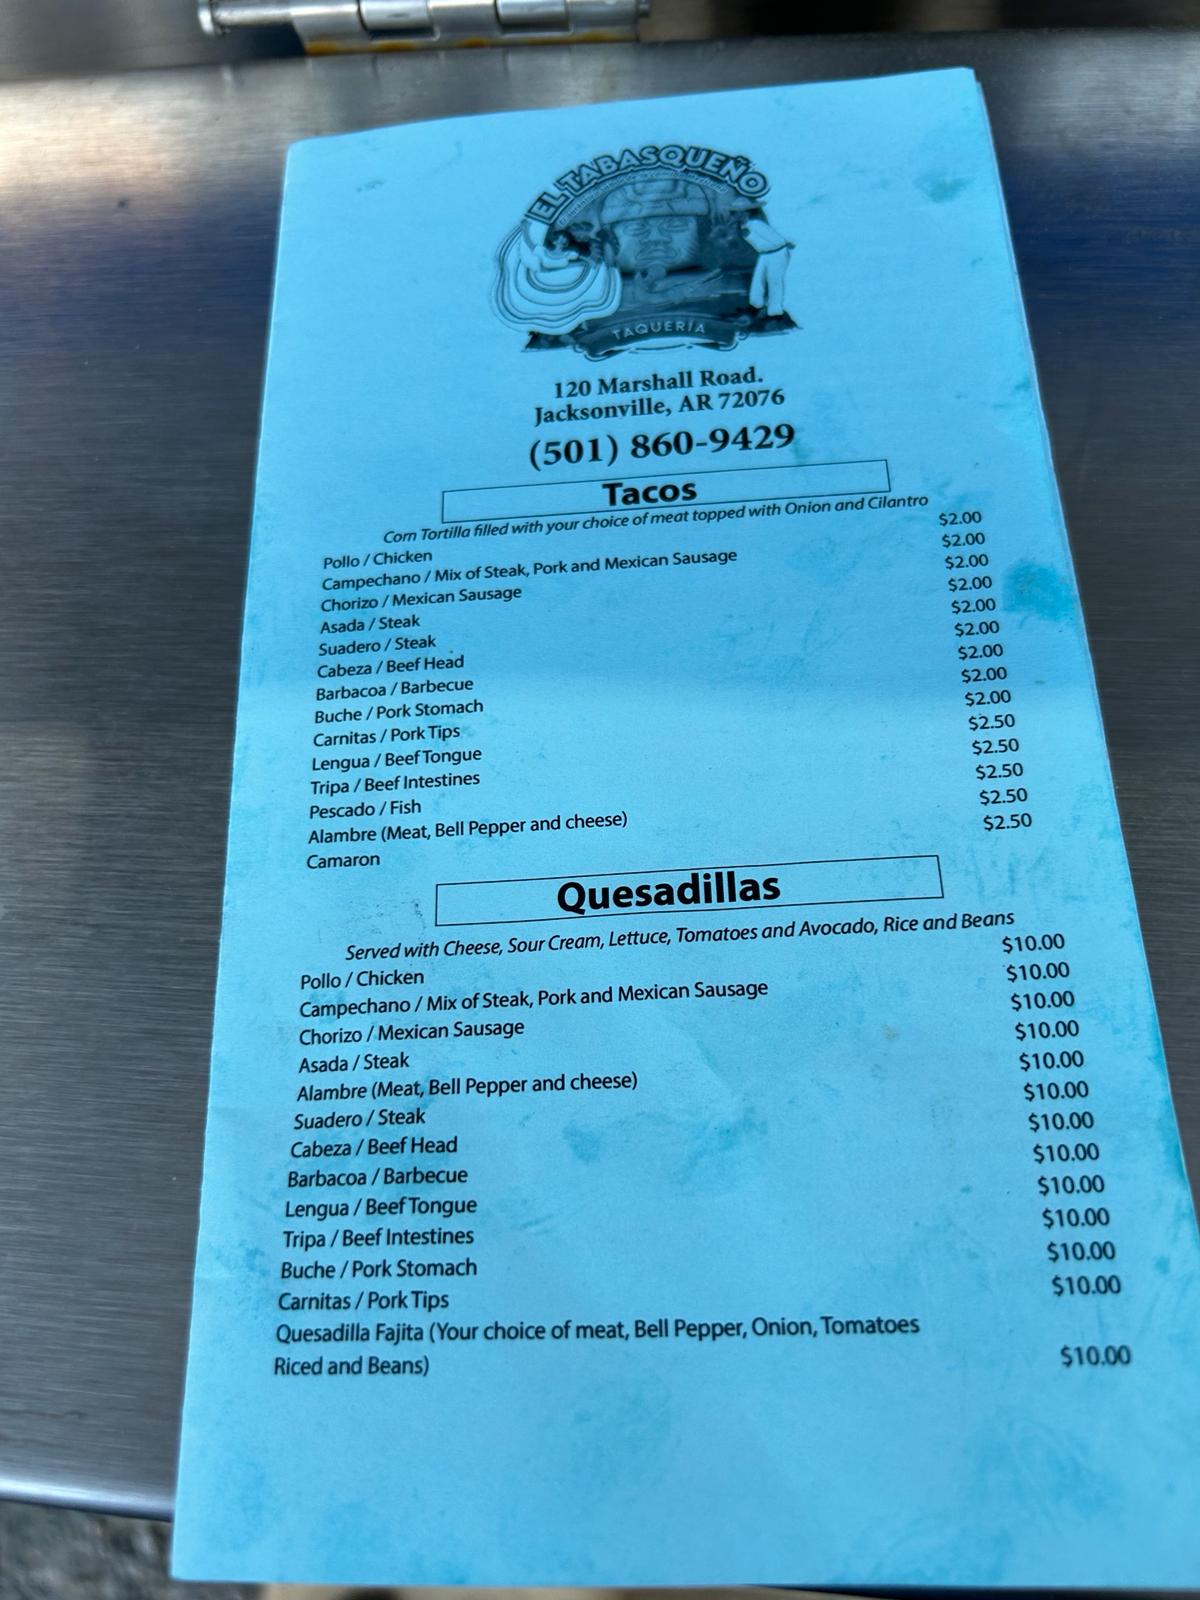 EL TABASQUEÑO
TAQUERÍA
120 Marshall Road.
Jacksonville, AR 72076
(501) 860-9429
Tacos
Corn Tortilla filled with your choice of meat topped with Onion and Cilantro
Pollo / Chicken $2.00
Campechano / Mix of Steak, Pork and Mexican Sausage $2.00
Chorizo / Mexican Sausage $2.00
Asada / Steak $2.00
Suadero / Steak $2.00
Cabeza / Beef Head $2.00
Barbacoa / Barbecue $2.00
Buche / Pork Stomach $2.00
Carnitas / Pork Tips $2.00
Lengua / Beef Tongue $2.50
Tripa / Beef Intestines $2.50
Pescado / Fish $2.50
Alambre (Meat, Bell Pepper and cheese) $2.50
Camaron $2.50
Quesadillas
Served with Cheese, Sour Cream, Lettuce, Tomatoes and Avocado, Rice and Beans
Pollo / Chicken $10.00
Campechano / Mix of Steak, Pork and Mexican Sausage $10.00
Chorizo / Mexican Sausage $10.00
Asada / Steak $10.00
Alambre (Meat, Bell Pepper and cheese) $10.00
Suadero / Steak $10.00
Cabeza / Beef Head $10.00
Barbacoa / Barbecue $10.00
Lengua / Beef Tongue $10.00
Tripa / Beef Intestines $10.00
Buche / Pork Stomach $10.00
Carnitas / Pork Tips $10.00
Quesadilla Fajita (Your choice of meat, Bell Pepper, Onion, Tomatoes
Riced and Beans) $10.00